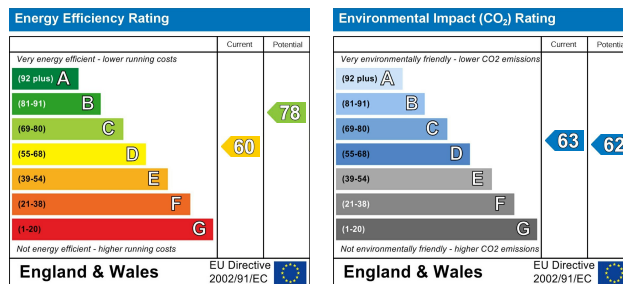 Energy Efficiency Rating
Current Potential
Very energy efficient - lower running costs
(92 plus) A
(81-91) B
78
(69-80) C
(55-68) D
60
(39-54) E
(21-38) F
(1-20) G
Not energy efficient - higher running costs
England & Wales
EU Directive
2002/91/EC
Environmental Impact (CO2) Rating
Current Potential
Very environmentally friendly - lower CO2 emissions
(92 plus) A
(81-91) B
(69-80) C
(55-68) D
63
62
(39-54) E
(21-38) F
(1-20) G
Not environmentally friendly - higher CO2 emissions
England & Wales
EU Directive
2002/91/EC